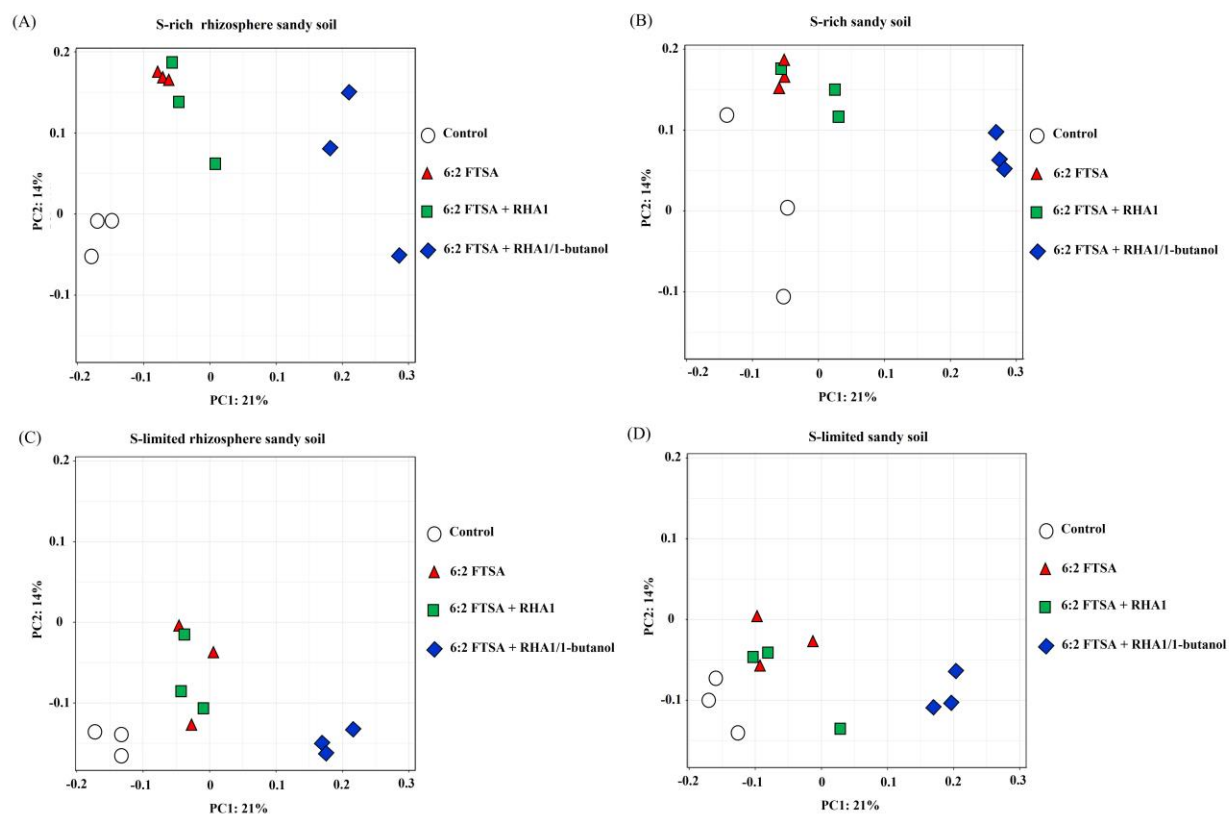 (A)
S-rich rhizosphere sandy soil
0.2
0.1
0
-0.1
PC2: 14%
-0.2
-0.1
0
0.1
0.2
0.3
PC1: 21%
Control
6:2 FTSA
6:2 FTSA + RHA1
6:2 FTSA + RHA1/1-butanol
(B)
S-rich sandy soil
0.2
0.1
0
-0.1
PC2: 14%
-0.2
-0.1
0
0.1
0.2
0.3
PC1: 21%
Control
6:2 FTSA
6:2 FTSA + RHA1
6:2 FTSA + RHA1/1-butanol
(C)
S-limited rhizosphere sandy soil
0.2
0.1
0
-0.1
PC2: 14%
-0.2
-0.1
0
0.1
0.2
0.3
PC1: 21%
Control
6:2 FTSA
6:2 FTSA + RHA1
6:2 FTSA + RHA1/1-butanol
(D)
S-limited sandy soil
0.2
0.1
0
-0.1
PC2: 14%
-0.2
-0.1
0
0.1
0.2
0.3
PC1: 21%
Control
6:2 FTSA
6:2 FTSA + RHA1
6:2 FTSA + RHA1/1-butanol